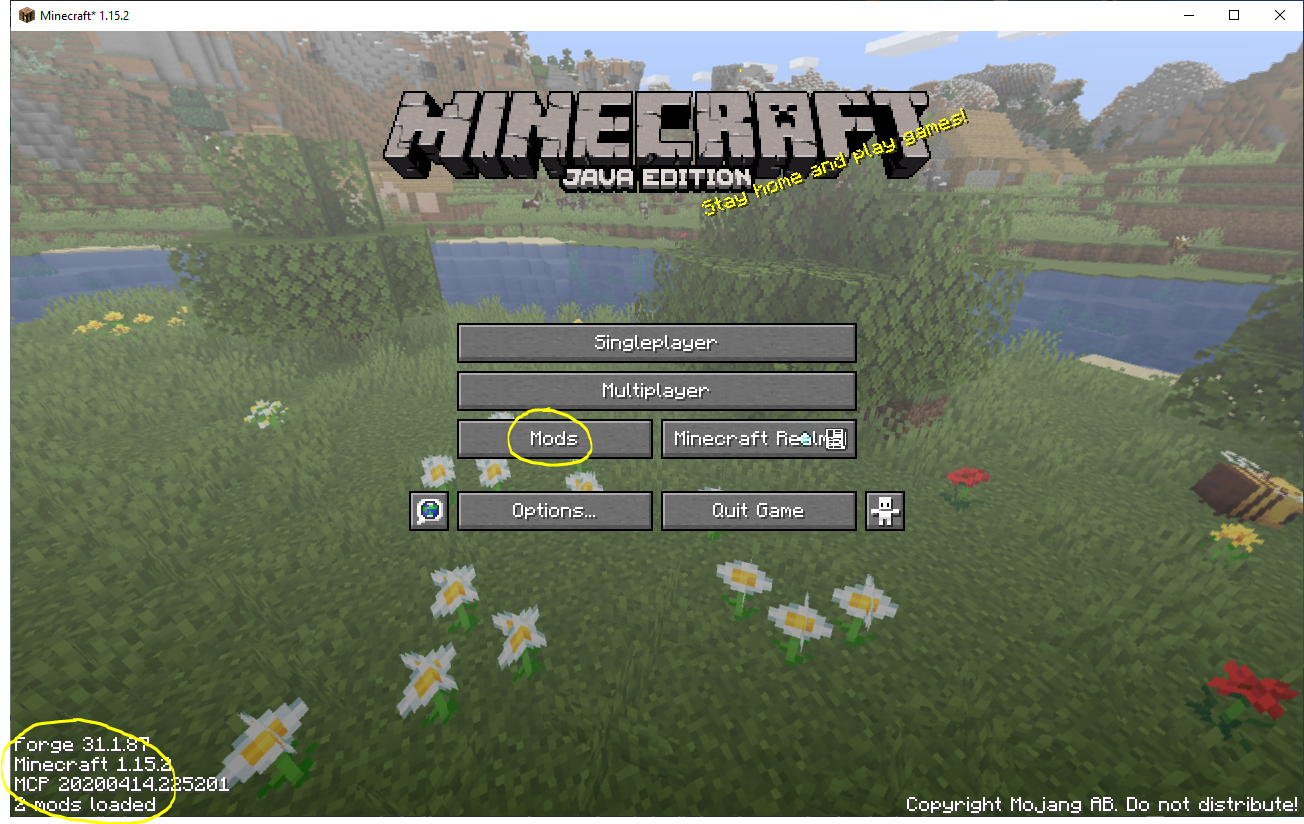 Minecraft* 1.15.2
MINECRAFT
JAVA EDITION
Stay home and play games!
Singleplayer
Multiplayer
Mods
Minecraft Realm
Options...
Quit Game
Forge 31.1.87
Minecraft 1.15.2
MCP 20200414.225201
2 mods loaded
Copyright Mojang AB. Do not distribute!